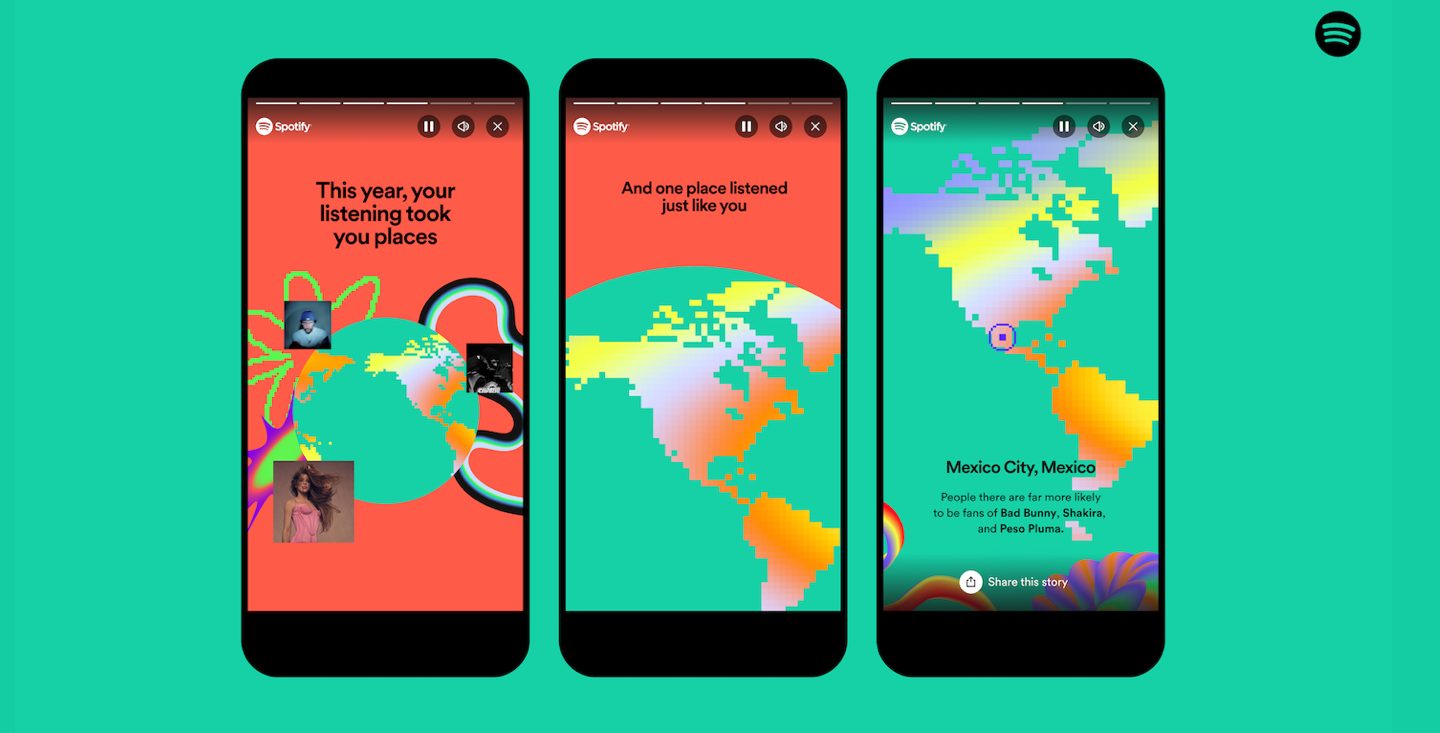 Spotify
This year, your
listening took
you places
Spotify
And one place listened
just like you
Spotify
Mexico City, Mexico
People there are far more likely
to be fans of Bad Bunny, Shakira,
and Peso Pluma.
Share this story